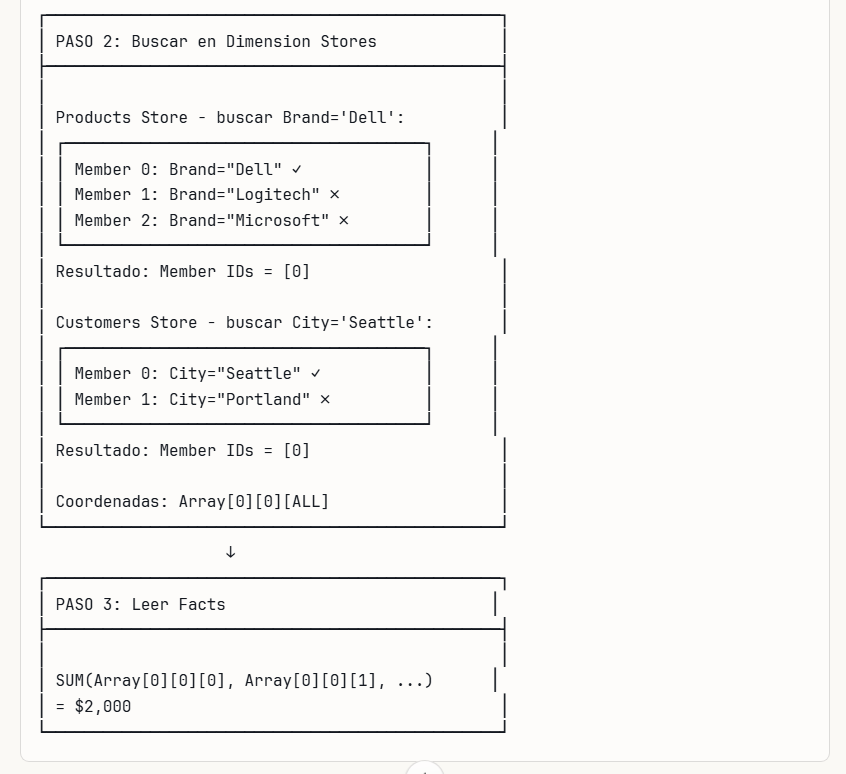 PASO 2: Buscar en Dimension Stores
Products Store - buscar Brand='Dell':
Member 0: Brand="Dell" ✓
Member 1: Brand="Logitech" ✗
Member 2: Brand="Microsoft" ✗
Resultado: Member IDs = [0]
Customers Store - buscar City='Seattle':
Member 0: City="Seattle" ✓
Member 1: City="Portland" ✗
Resultado: Member IDs = [0]
Coordenadas: Array[0][0][ALL]
↓
PASO 3: Leer Facts
SUM(Array[0][0][0], Array[0][0][1], ...)
= $2,000